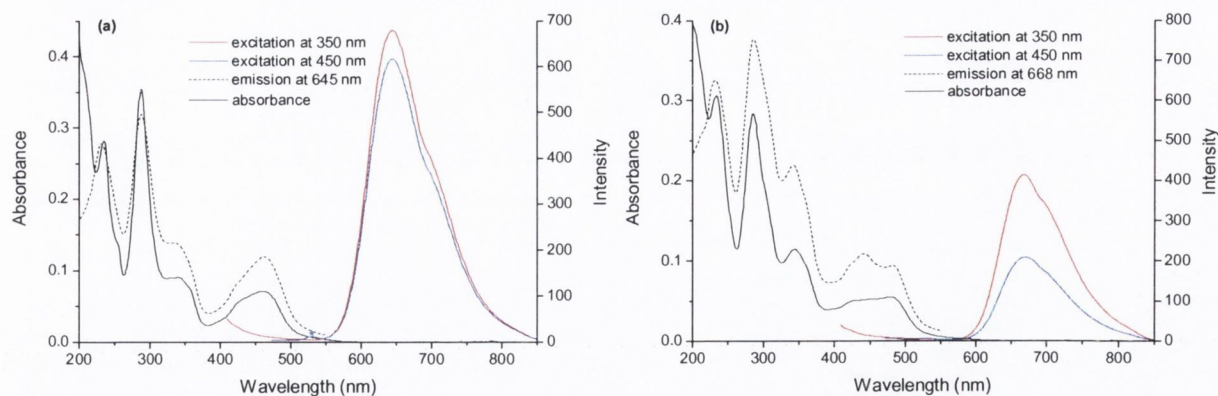 (a)
excitation at 350 nm
excitation at 450 nm
emission at 645 nm
absorbance
0.4
0.3
0.2
0.1
0.0
Absorbance
700
600
500
400
300
200
100
0
Intensity
200 300 400 500 600 700 800
Wavelength (nm)
(b)
excitation at 350 nm
excitation at 450 nm
emission at 668 nm
absorbance
0.4
0.3
0.2
0.1
0.0
Absorbance
800
700
600
500
400
300
200
100
0
Intensity
200 300 400 500 600 700 800
Wavelength (nm)